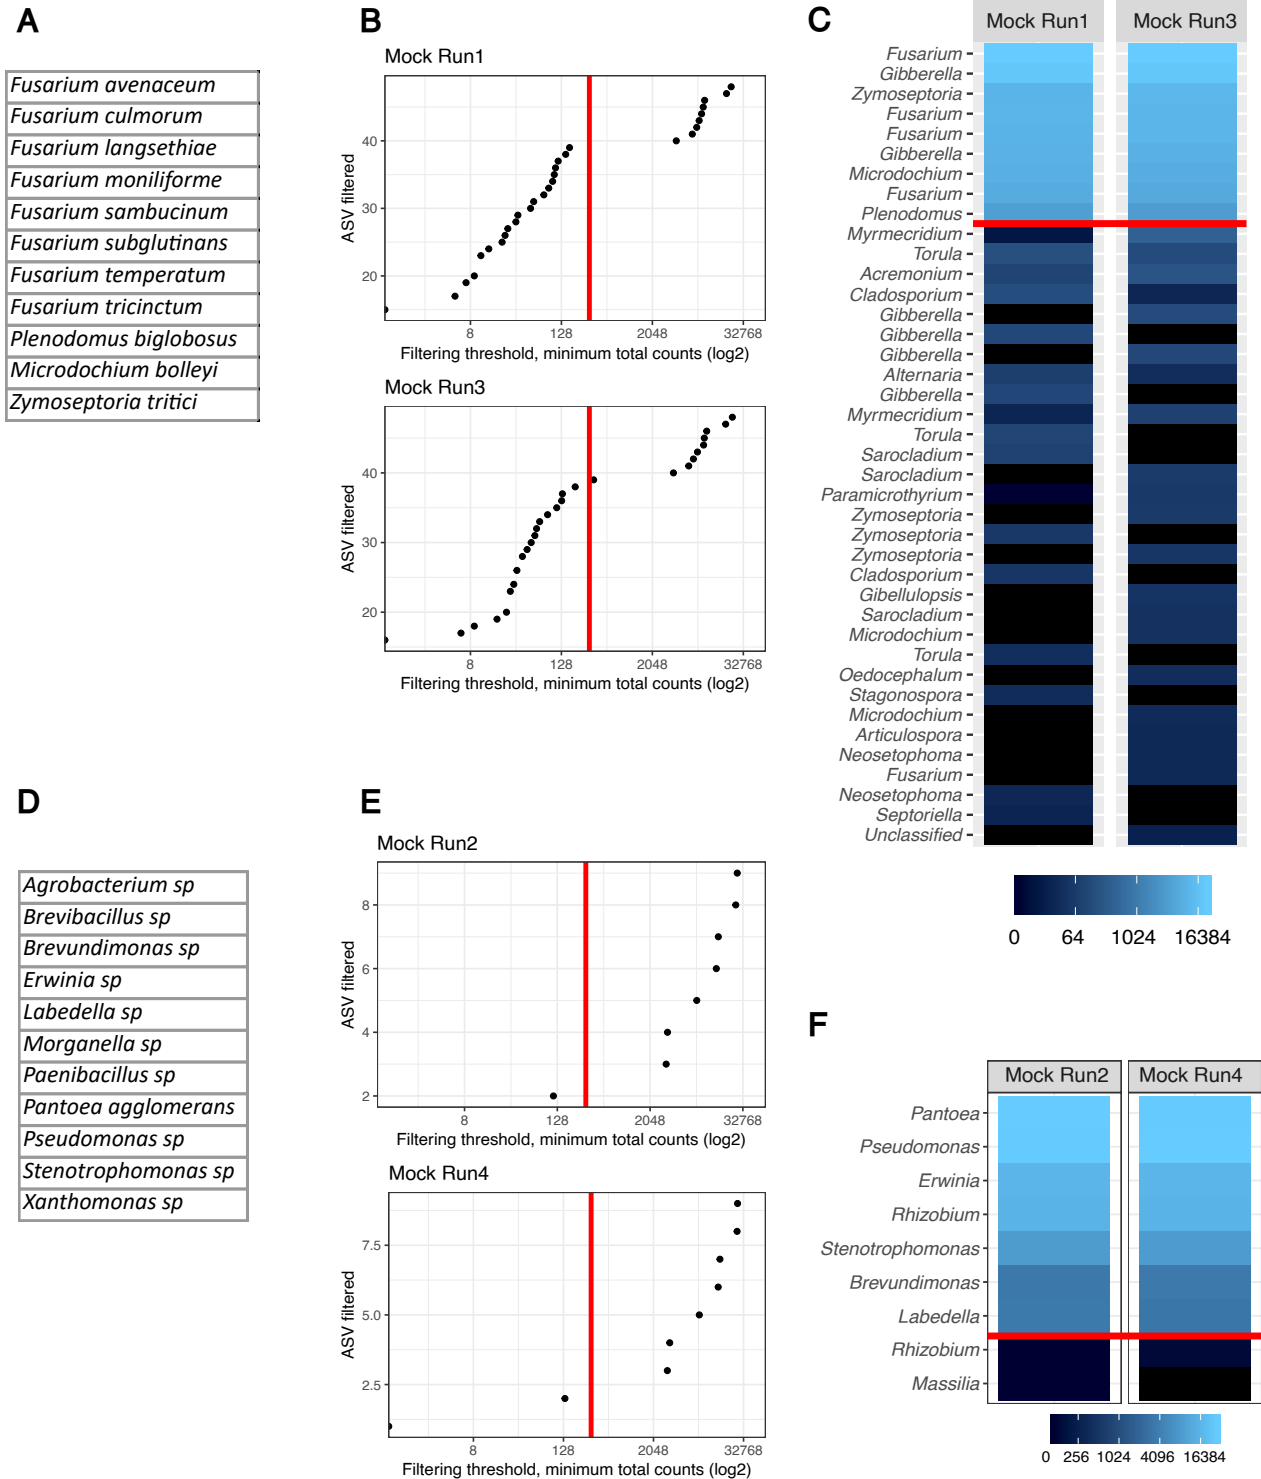 A
Fusarium avenaceum
Fusarium culmorum
Fusarium langsethiae
Fusarium moniliforme
Fusarium sambucinum
Fusarium subglutinans
Fusarium temperatum
Fusarium tricinctum
Plenodomus biglobosus
Microdochium bolleyi
Zymoseptoria tritici
B
Mock Run1
ASV filtered
40
30
20
8 128 2048 32768
Filtering threshold, minimum total counts (log2)
Mock Run3
ASV filtered
40
30
20
8 128 2048 32768
Filtering threshold, minimum total counts (log2)
C
Mock Run1 Mock Run3
Fusarium
Gibberella
Zymoseptoria
Fusarium
Fusarium
Gibberella
Microdochium
Fusarium
Plenodomus
Myrmecridium
Torula
Acremonium
Cladosporium
Gibberella
Gibberella
Gibberella
Alternaria
Gibberella
Myrmecridium
Torula
Sarocladium
Sarocladium
Paramicrothyrium
Zymoseptoria
Zymoseptoria
Zymoseptoria
Cladosporium
Gibellulopsis
Sarocladium
Microdochium
Torula
Oedocephalum
Stagonospora
Microdochium
Articulospora
Neosetophoma
Fusarium
Neosetophoma
Septoriella
Unclassified
0 64 1024 16384
D
Agrobacterium sp
Brevibacillus sp
Brevundimonas sp
Erwinia sp
Labedella sp
Morganella sp
Paenibacillus sp
Pantoea agglomerans
Pseudomonas sp
Stenotrophomonas sp
Xanthomonas sp
E
Mock Run2
ASV filtered
8
6
4
2
8 128 2048 32768
Filtering threshold, minimum total counts (log2)
Mock Run4
ASV filtered
7.5
5.0
2.5
8 128 2048 32768
Filtering threshold, minimum total counts (log2)
F
Mock Run2 Mock Run4
Pantoea
Pseudomonas
Erwinia
Rhizobium
Stenotrophomonas
Brevundimonas
Labedella
Rhizobium
Massilia
0 256 1024 4096 16384